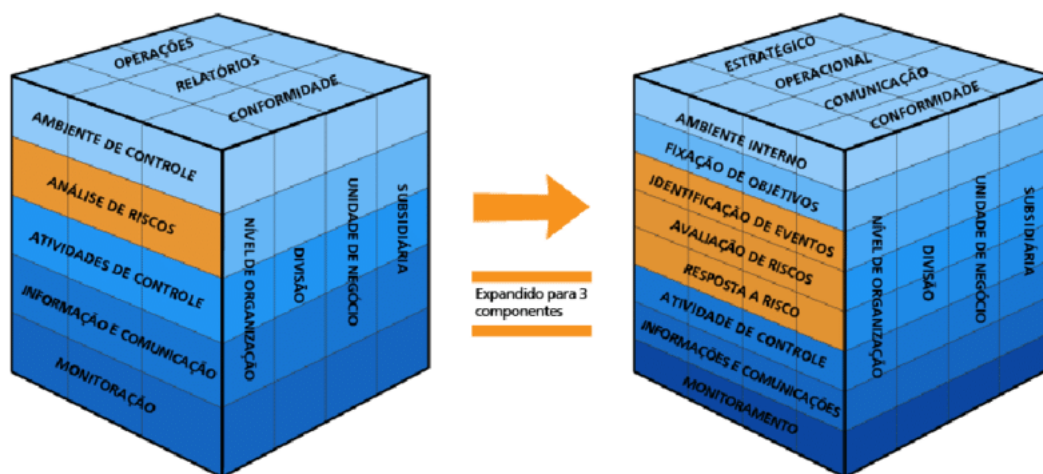 OPERAÇÕES
RELATÓRIOS
CONFORMIDADE
AMBIENTE DE CONTROLE
ANÁLISE DE RISCOS
ATIVIDADES DE CONTROLE
INFORMAÇÃO E COMUNICAÇÃO
MONITORAÇÃO
NÍVEL DE ORGANIZAÇÃO
DIVISÃO
UNIDADE DE NEGÓCIO
SUBSIDIÁRIA
Expandido para 3
componentes
ESTRATÉGICO
OPERACIONAL
COMUNICAÇÃO
CONFORMIDADE
AMBIENTE INTERNO
FIXAÇÃO DE OBJETIVOS
IDENTIFICAÇÃO DE EVENTOS
AVALIAÇÃO DE RISCOS
RESPOSTA A RISCO
ATIVIDADE DE CONTROLE
INFORMAÇÕES E COMUNICAÇÕES
MONITORAMENTO
NÍVEL DE ORGANIZAÇÃO
DIVISÃO
UNIDADE DE NEGÓCIO
SUBSIDIÁRIA